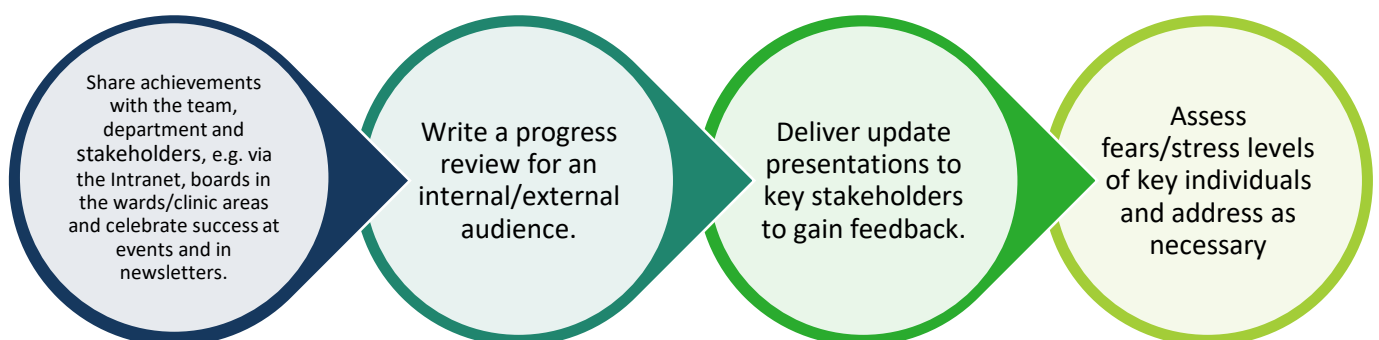 Share achievements
with the team,
department and
stakeholders, e.g. via
the Intranet, boards in
the wards/clinic areas
and celebrate success at
events and in
newsletters.
Write a progress
review for an
internal/external
audience.
Deliver update
presentations to
key stakeholders
to gain feedback.
Assess
fears/stress levels
of key individuals
and address as
necessary